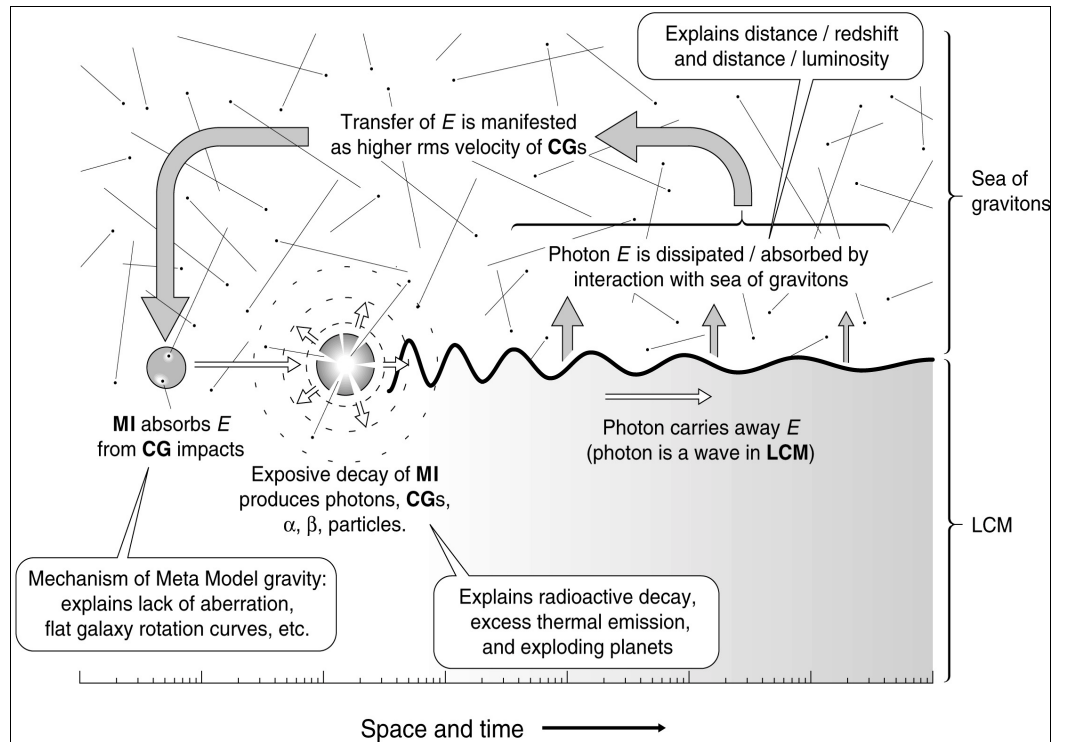 Explains distance / redshift
and distance / luminosity
Transfer of E is manifested
as higher rms velocity of CGs
Sea of
gravitons
Photon E is dissipated / absorbed by
interaction with sea of gravitons
MI absorbs E
from CG impacts
Photon carries away E
(photon is a wave in LCM)
Exposive decay of MI
produces photons, CGs,
α, β, particles.
LCM
Mechanism of Meta Model gravity:
explains lack of aberration,
flat galaxy rotation curves, etc.
Explains radioactive decay,
excess thermal emission,
and exploding planets
Space and time